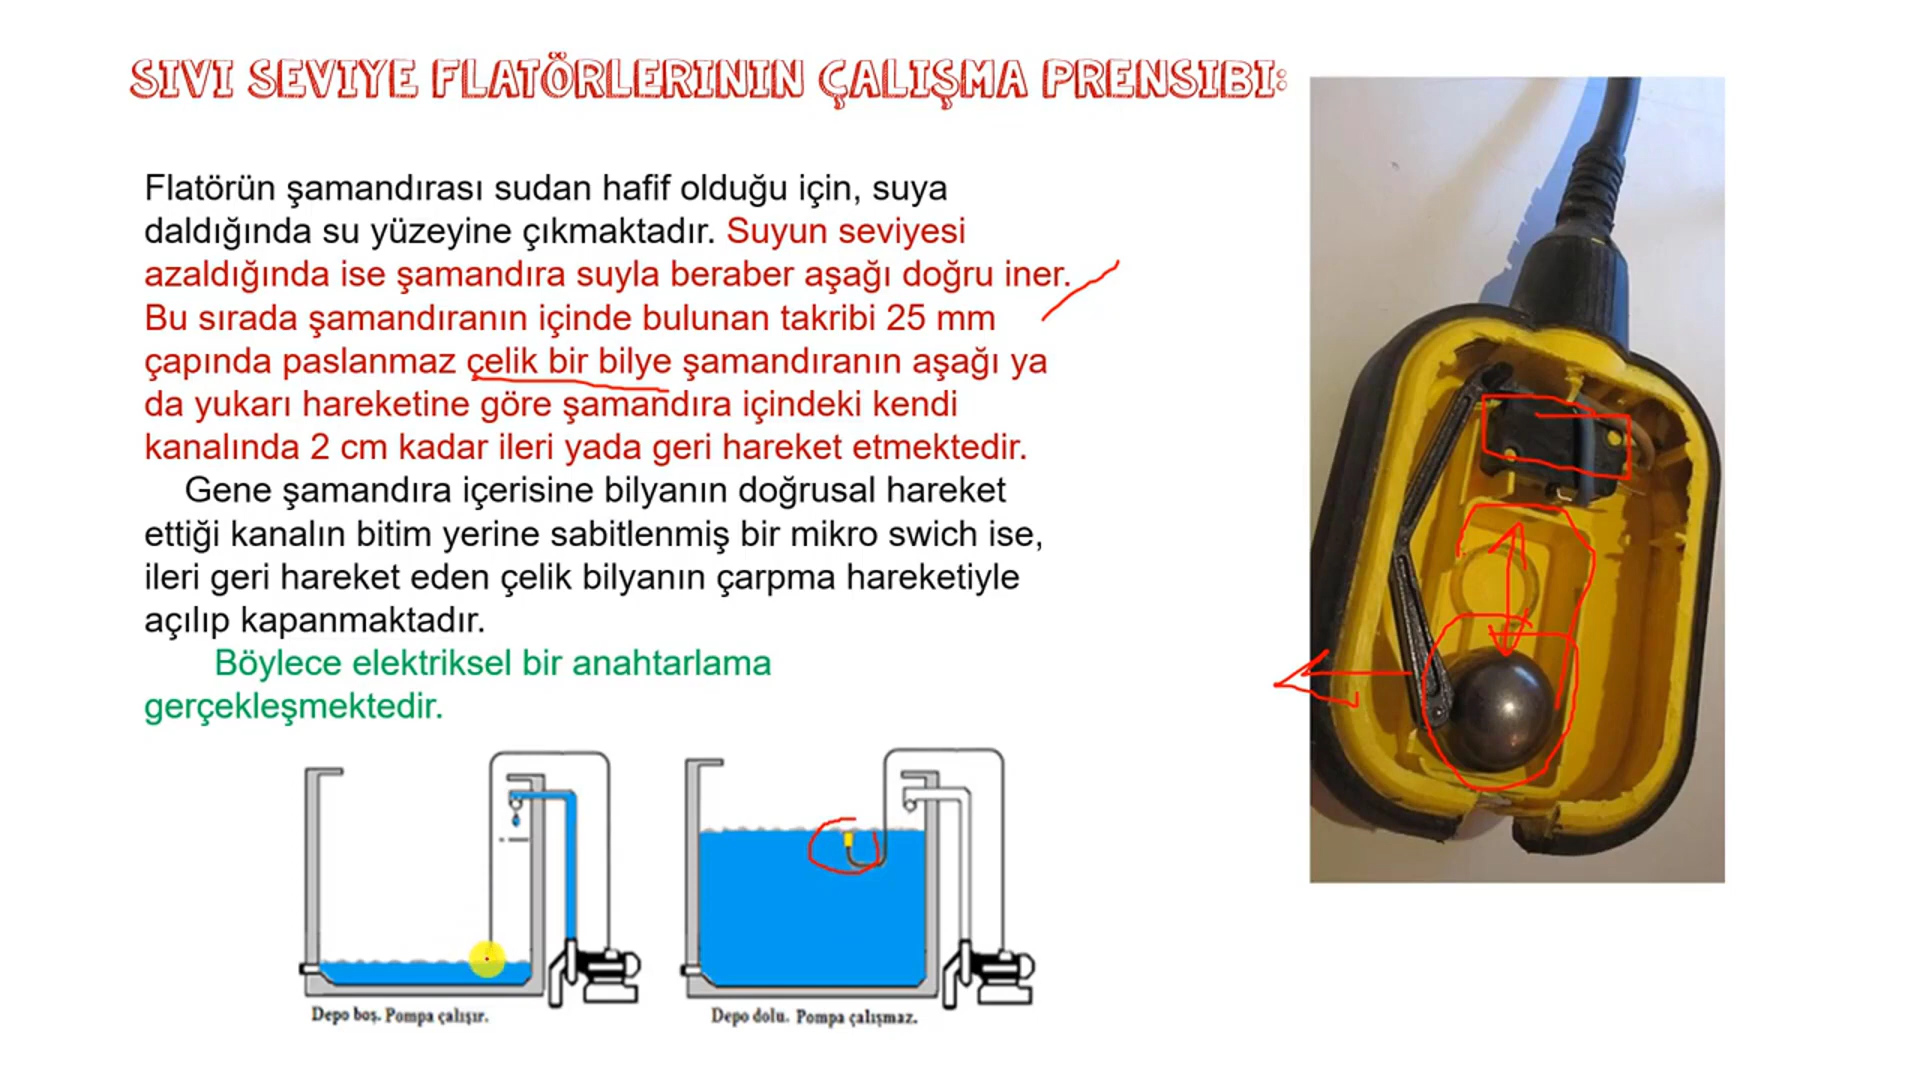 SIVI SEVIYE FLATÖRLERININ ÇALIŞMA PRENSIBI:
Flatörün şamandırası sudan hafif olduğu için, suya
daldığında su yüzeyine çıkmaktadır. Suyun seviyesi
azaldığında ise şamandıra suyla beraber aşağı doğru iner.
Bu sırada şamandıranın içinde bulunan takribi 25 mm
çapında paslanmaz çelik bir bilye şamandıranın aşağı ya
da yukarı hareketine göre şamandıra içindeki kendi
kanalında 2 cm kadar ileri yada geri hareket etmektedir.
Gene şamandıra içerisine bilyanın doğrusal hareket
ettiği kanalın bitim yerine sabitlenmiş bir mikro swich ise,
ileri geri hareket eden çelik bilyanın çarpma hareketiyle
açılıp kapanmaktadır.
Böylece elektriksel bir anahtarlama
gerçekleşmektedir.
Depo boş. Pompa çalışır.
Depo dolu. Pompa çalışmaz.